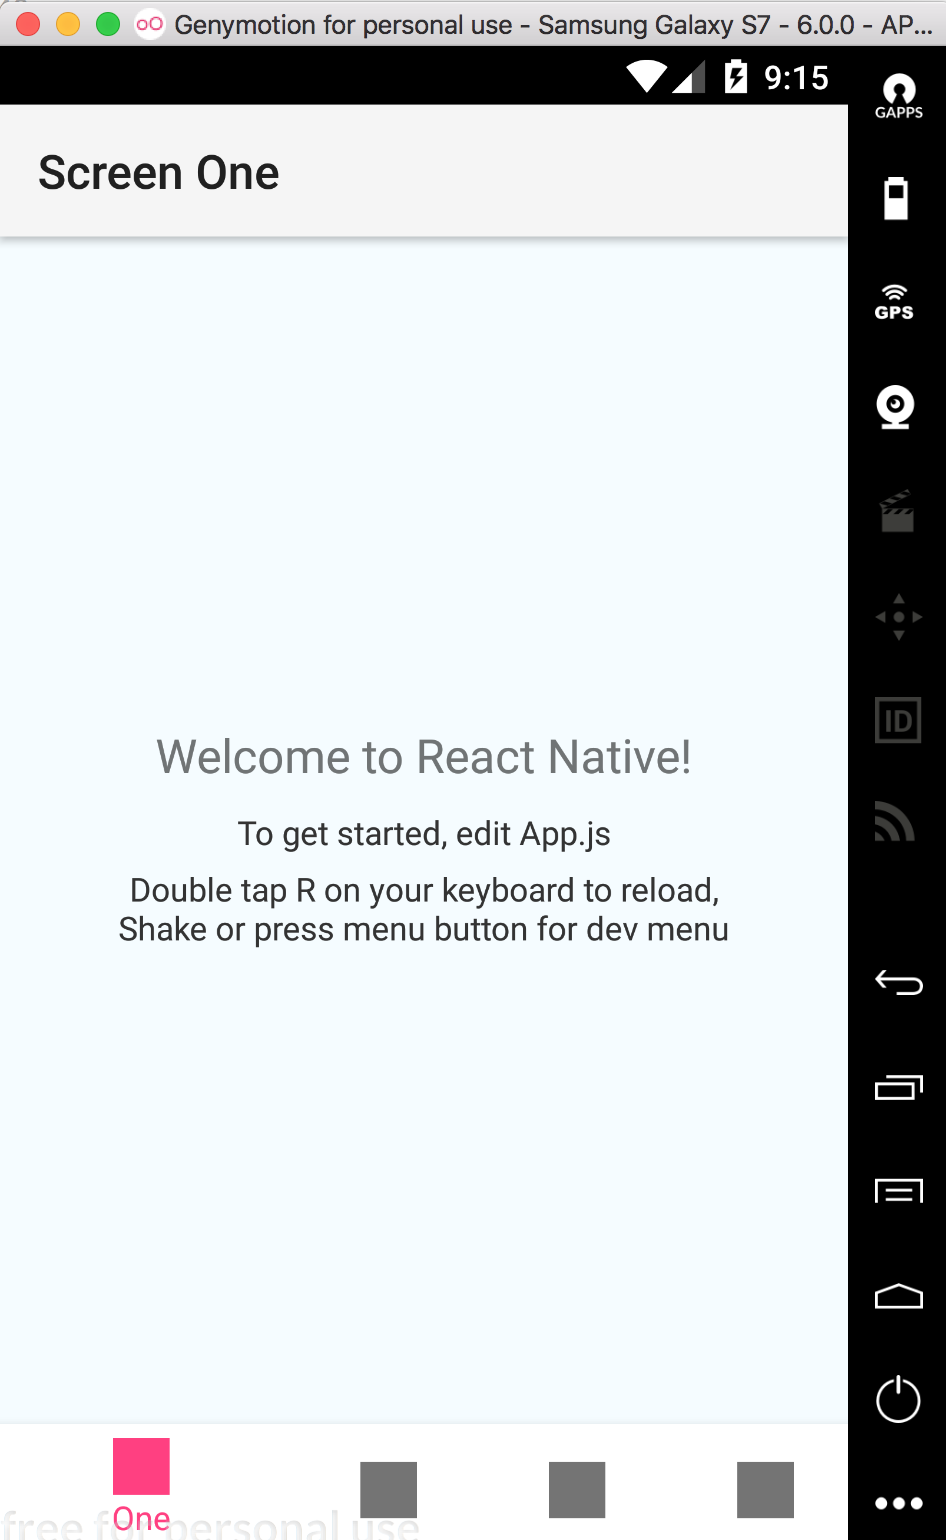 Genymotion for personal use - Samsung Galaxy S7 - 6.0.0 - AP...
9:15
GAPPS
Screen One
GPS
ID
Welcome to React Native!
To get started, edit App.js
Double tap R on your keyboard to reload,
Shake or press menu button for dev menu
One
free for personal use